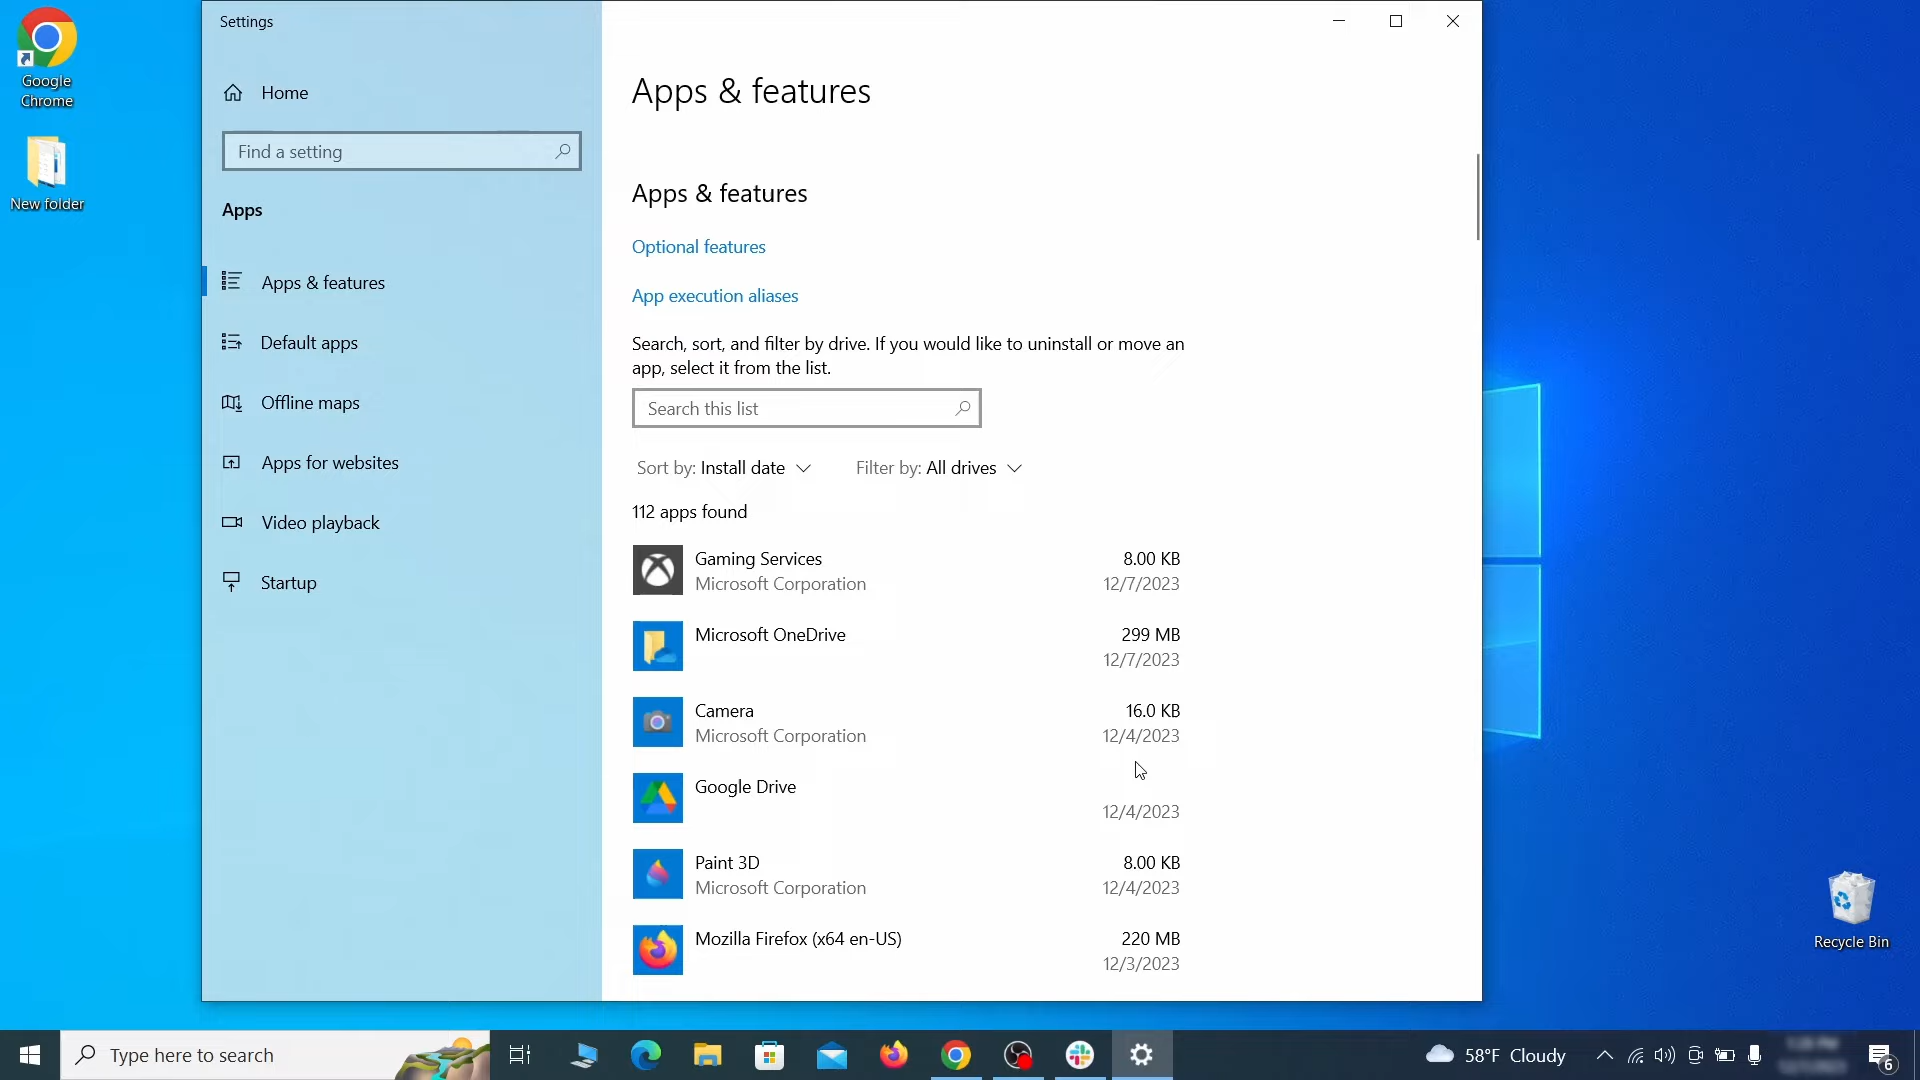 Settings
Google
Chrome
New folder
Home
Find a setting
Apps
Apps & features
Default apps
Offline maps
Apps for websites
Video playback
Startup
Apps & features
Apps & features
Optional features
App execution aliases
Search, sort, and filter by drive. If you would like to uninstall or move an
app, select it from the list.
Search this list
Sort by: Install date
Filter by: All drives
112 apps found
Gaming Services
8.00 KB
Microsoft Corporation
12/7/2023
Microsoft OneDrive
299 MB
12/7/2023
Camera
16.0 KB
Microsoft Corporation
12/4/2023
Google Drive
12/4/2023
Paint 3D
8.00 KB
Microsoft Corporation
12/4/2023
Mozilla Firefox (x64 en-US)
220 MB
12/3/2023
Recycle Bin
Type here to search
58°F Cloudy
6